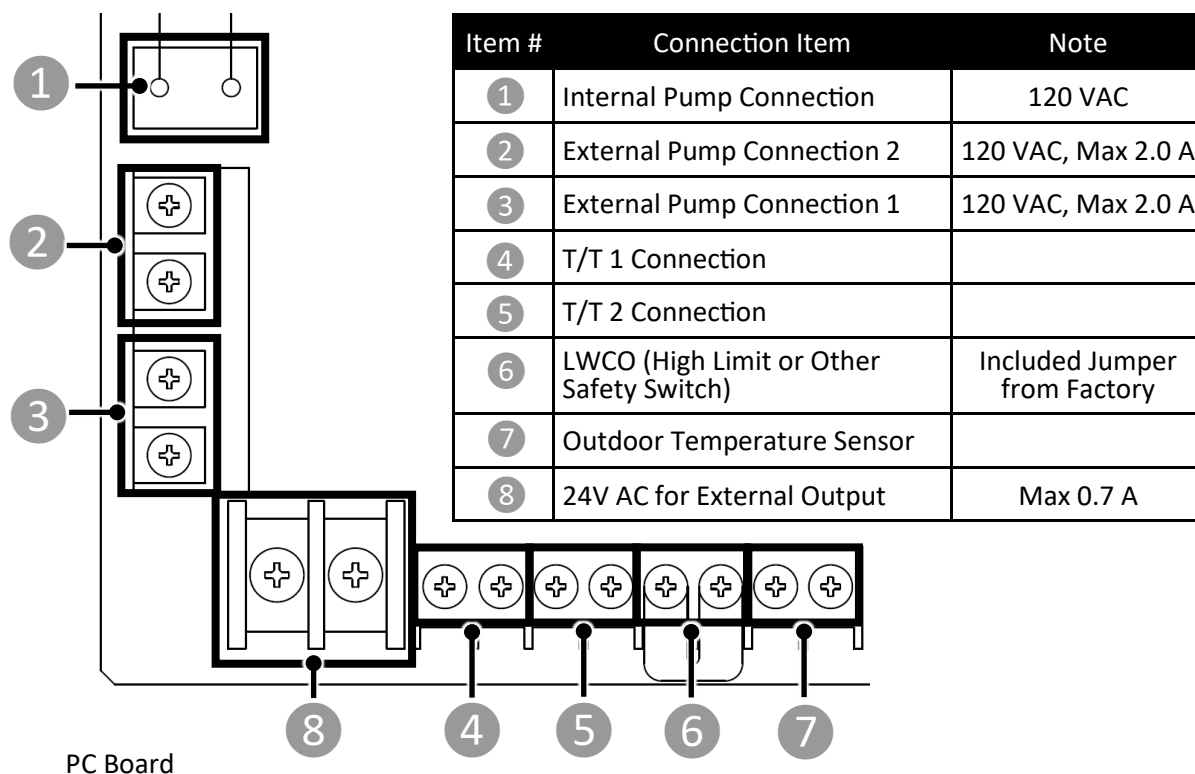 Item # Connection Item Note
1 Internal Pump Connection 120 VAC
2 External Pump Connection 2 120 VAC, Max 2.0 A
3 External Pump Connection 1 120 VAC, Max 2.0 A
4 T/T 1 Connection
5 T/T 2 Connection
6 LWCO (High Limit or Other Included Jumper
Safety Switch) from Factory
7 Outdoor Temperature Sensor
8 24V AC for External Output Max 0.7 A
1
2
3
8 4 5 6 7
PC Board